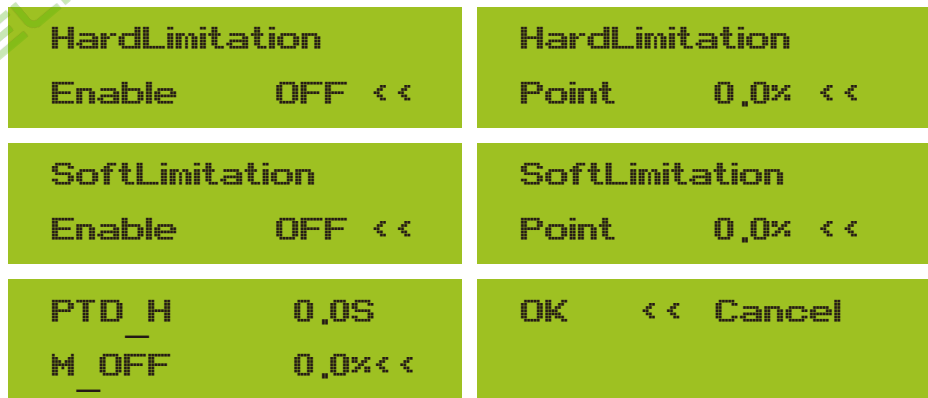 HardLimitation
Enable OFF <<
HardLimitation
Point 0.0% <<
SoftLimitation
Enable OFF <<
SoftLimitation
Point 0.0% <<
PTD_H 0.0S
M_OFF 0.0%<<
OK << Cancel